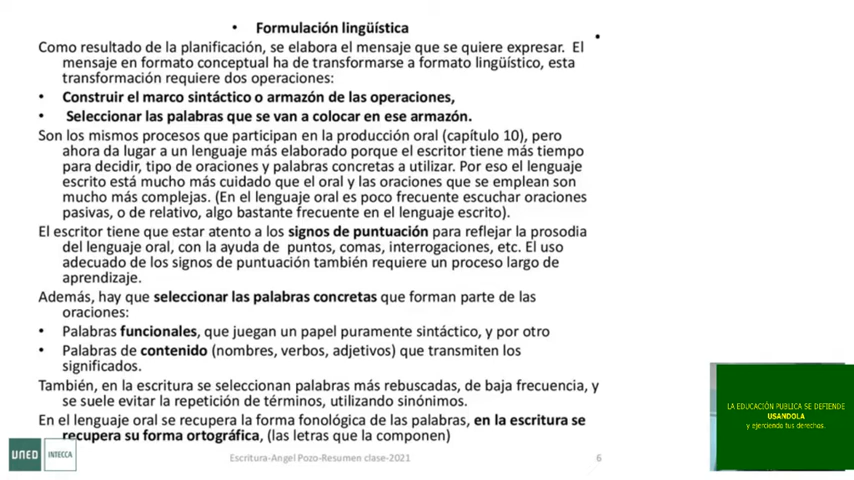 • Formulación lingüística
Como resultado de la planificación, se elabora el mensaje que se quiere expresar. El
mensaje en formato conceptual ha de transformarse a formato lingüístico, esta
transformación requiere dos operaciones:
• Construir el marco sintáctico o armazón de las operaciones,
• Seleccionar las palabras que se van a colocar en ese armazón.
Son los mismos procesos que participan en la producción oral (capítulo 10), pero
ahora da lugar a un lenguaje más elaborado porque el escritor tiene más tiempo
para decidir, tipo de oraciones y palabras concretas a utilizar. Por eso el lenguaje
escrito está mucho más cuidado que el oral y las oraciones que se emplean son
mucho más complejas. (En el lenguaje oral es poco frecuente escuchar oraciones
pasivas, o de relativo, algo bastante frecuente en el lenguaje escrito).
El escritor tiene que estar atento a los signos de puntuación para reflejar la prosodia
del lenguaje oral, con la ayuda de puntos, comas, interrogaciones, etc. El uso
adecuado de los signos de puntuación también requiere un proceso largo de
aprendizaje.
Además, hay que seleccionar las palabras concretas que forman parte de las
oraciones:
• Palabras funcionales, que juegan un papel puramente sintáctico, y por otro
• Palabras de contenido (nombres, verbos, adjetivos) que transmiten los
significados.
También, en la escritura se seleccionan palabras más rebuscadas, de baja frecuencia, y
se suele evitar la repetición de términos, utilizando sinónimos.
En el lenguaje oral se recupera la forma fonológica de las palabras, en la escritura se
recupera su forma ortográfica, (las letras que la componen)
UNED INTECCA
Escritura-Angel Pozo-Resumen clase-2021
6
LA EDUCACIÓN PUBLICA SE DEFIENDE
USANDOLA
y ejerciendo tus derechos.